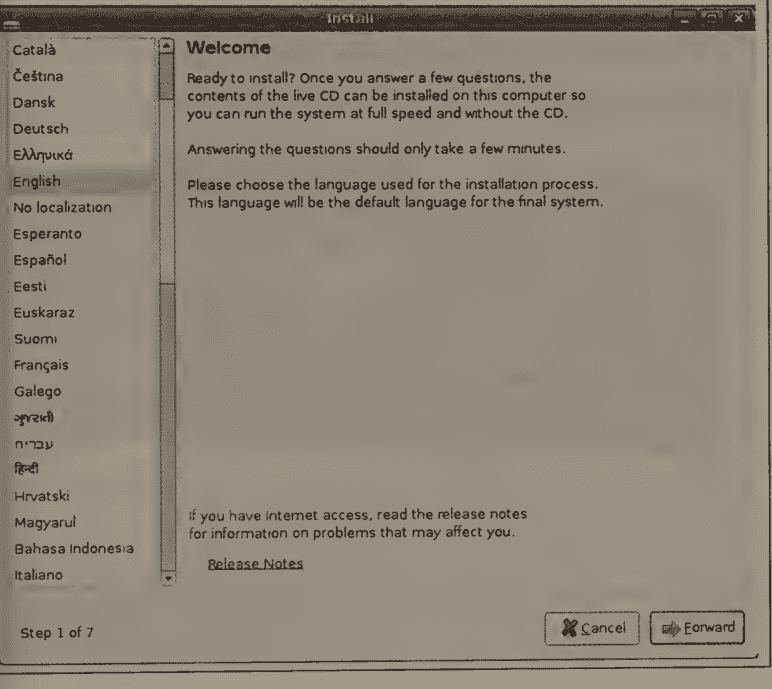 Install
Català
Čeština
Dansk
Deutsch
Ελληνικά
English
No localization
Esperanto
Español
Eesti
Euskaraz
Suomi
Français
Galego
ગુજરાતી
עברית
हिन्दी
Hrvatski
Magyarul
Bahasa Indonesia
Italiano
Welcome
Ready to install? Once you answer a few questions, the
contents of the live CD can be installed on this computer so
you can run the system at full speed and without the CD.
Answering the questions should only take a few minutes.
Please choose the language used for the installation process.
This language will be the default language for the final system.
If you have Internet access, read the release notes
for information on problems that may affect you.
Release Notes
Step 1 of 7
Cancel
Forward